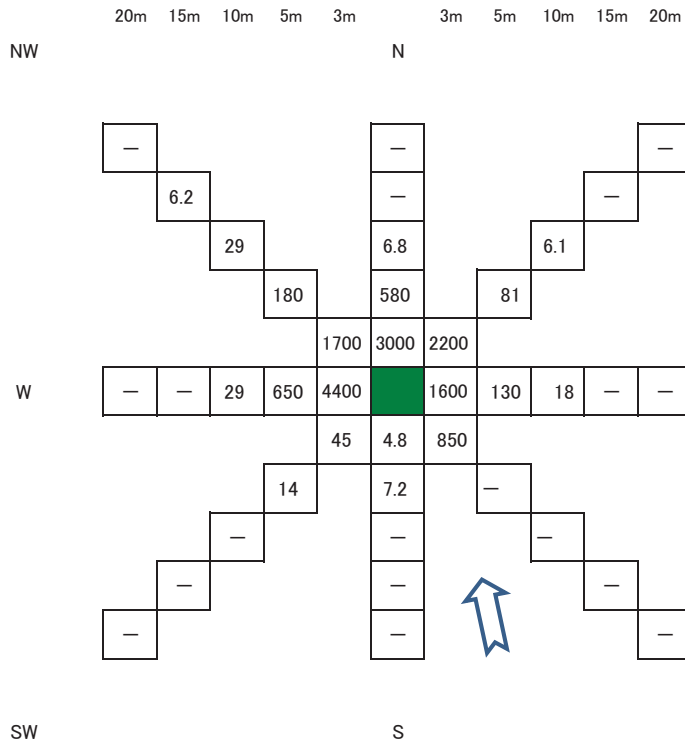 20m 15m 10m 5m 3m 3m 5m 10m 15m 20m
NW N
— — —
6.2 — —
29 6.8 6.1
180 580 81
1700 3000 2200
W — — 29 650 4400 1600 130 18 — —
45 4.8 850
14 7.2 —
— — —
— — —
— — —
SW S